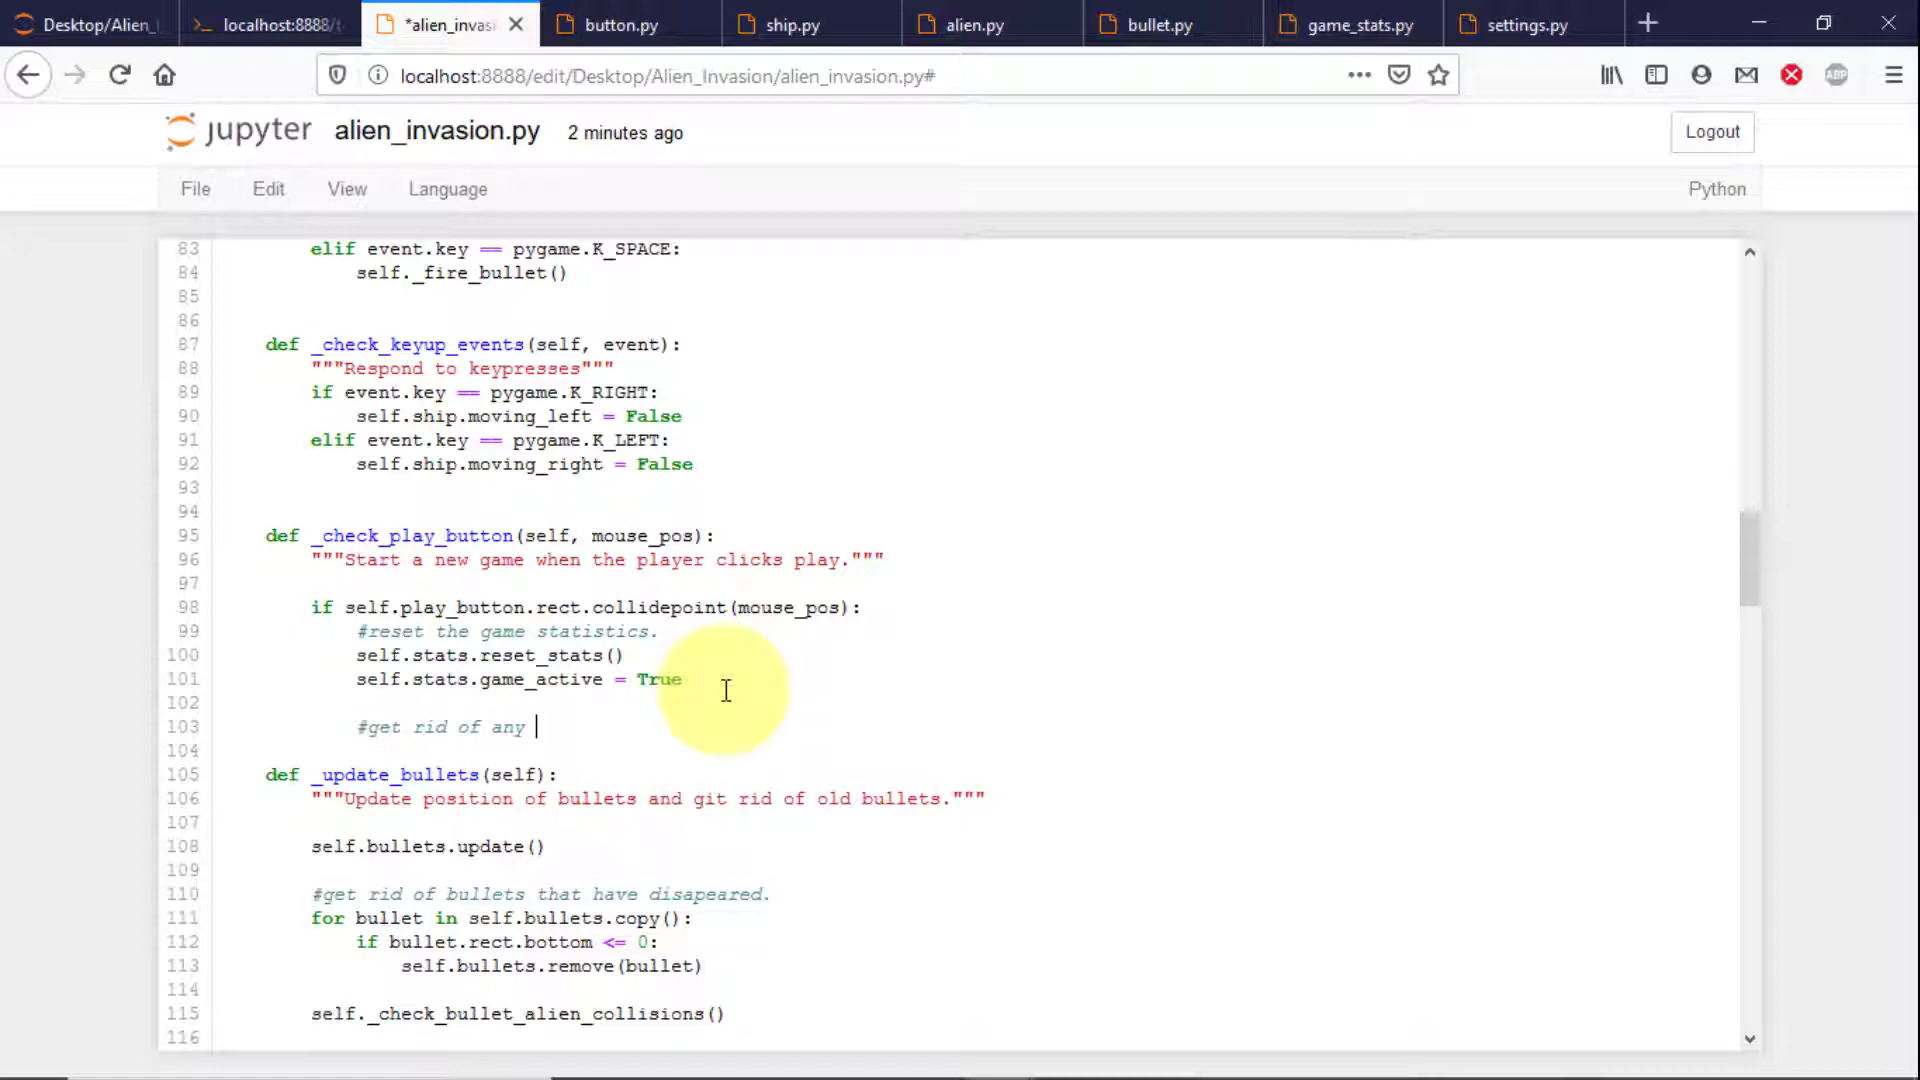 Desktop/Alien_I
localhost:8888/t
*alien_invasi
button.py
ship.py
alien.py
bullet.py
game_stats.py
settings.py
localhost:8888/edit/Desktop/Alien_Invasion/alien_invasion.py#
ABP
jupyter alien_invasion.py 2 minutes ago
Logout
File Edit View Language
Python
83 elif event.key == pygame.K_SPACE:
84 self._fire_bullet()
85
86
87 def _check_keyup_events(self, event):
88 """Respond to keypresses"""
89 if event.key == pygame.K_RIGHT:
90 self.ship.moving_left = False
91 elif event.key == pygame.K_LEFT:
92 self.ship.moving_right = False
93
94
95 def _check_play_button(self, mouse_pos):
96 """Start a new game when the player clicks play."""
97
98 if self.play_button.rect.collidepoint(mouse_pos):
99 #reset the game statistics.
100 self.stats.reset_stats()
101 self.stats.game_active = True
102
103 #get rid of any
104
105 def _update_bullets(self):
106 """Update position of bullets and git rid of old bullets."""
107
108 self.bullets.update()
109
110 #get rid of bullets that have disapeared.
111 for bullet in self.bullets.copy():
112 if bullet.rect.bottom <= 0:
113 self.bullets.remove(bullet)
114
115 self._check_bullet_alien_collisions()
116